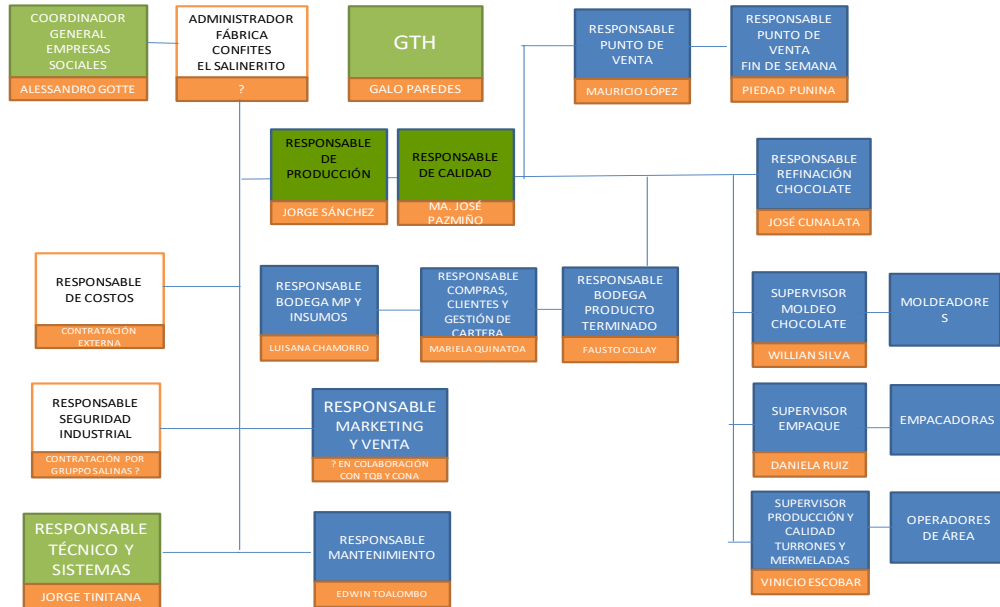 COORDINADOR
GENERAL
EMPRESAS
SOCIALES
ALESSANDRO GOTTE
ADMINISTRADOR
FÁBRICA
CONFITES
EL SALINERITO
?
GTH
GALO PAREDES
RESPONSABLE
PUNTO DE
VENTA
MAURICIO LÓPEZ
RESPONSABLE
PUNTO DE
VENTA
FIN DE SEMANA
PIEDAD PUNINA
RESPONSABLE
DE
PRODUCCIÓN
JORGE SÁNCHEZ
RESPONSABLE
DE CALIDAD
MA. JOSÉ
PAZMIÑO
RESPONSABLE
REFINACIÓN
CHOCOLATE
JOSÉ CUNALATA
RESPONSABLE
DE COSTOS
CONTRATACIÓN
EXTERNA
RESPONSABLE
BODEGA MP Y
INSUMOS
LUISANA CHAMORRO
RESPONSABLE
COMPRAS,
CLIENTES Y
GESTIÓN DE
CARTERA
MARIELA QUINATOA
RESPONSABLE
BODEGA
PRODUCTO
TERMINADO
FAUSTO COLLAY
SUPERVISOR
MOLDEO
CHOCOLATE
WILLIAN SILVA
MOLDEADORE
S
RESPONSABLE
SEGURIDAD
INDUSTRIAL
CONTRATACIÓN POR
GRUPPO SALINAS ?
RESPONSABLE
MARKETING
Y VENTA
? EN COLABORACIÓN
CON TQB Y CONA
SUPERVISOR
EMPAQUE
DANIELA RUIZ
EMPACADORAS
RESPONSABLE
TÉCNICO Y
SISTEMAS
JORGE TINITANA
RESPONSABLE
MANTENIMIENTO
EDWIN TOALOMBO
SUPERVISOR
PRODUCCIÓN Y
CALIDAD
TURRONES Y
MERMELADAS
VINICIO ESCOBAR
OPERADORES
DE ÁREA